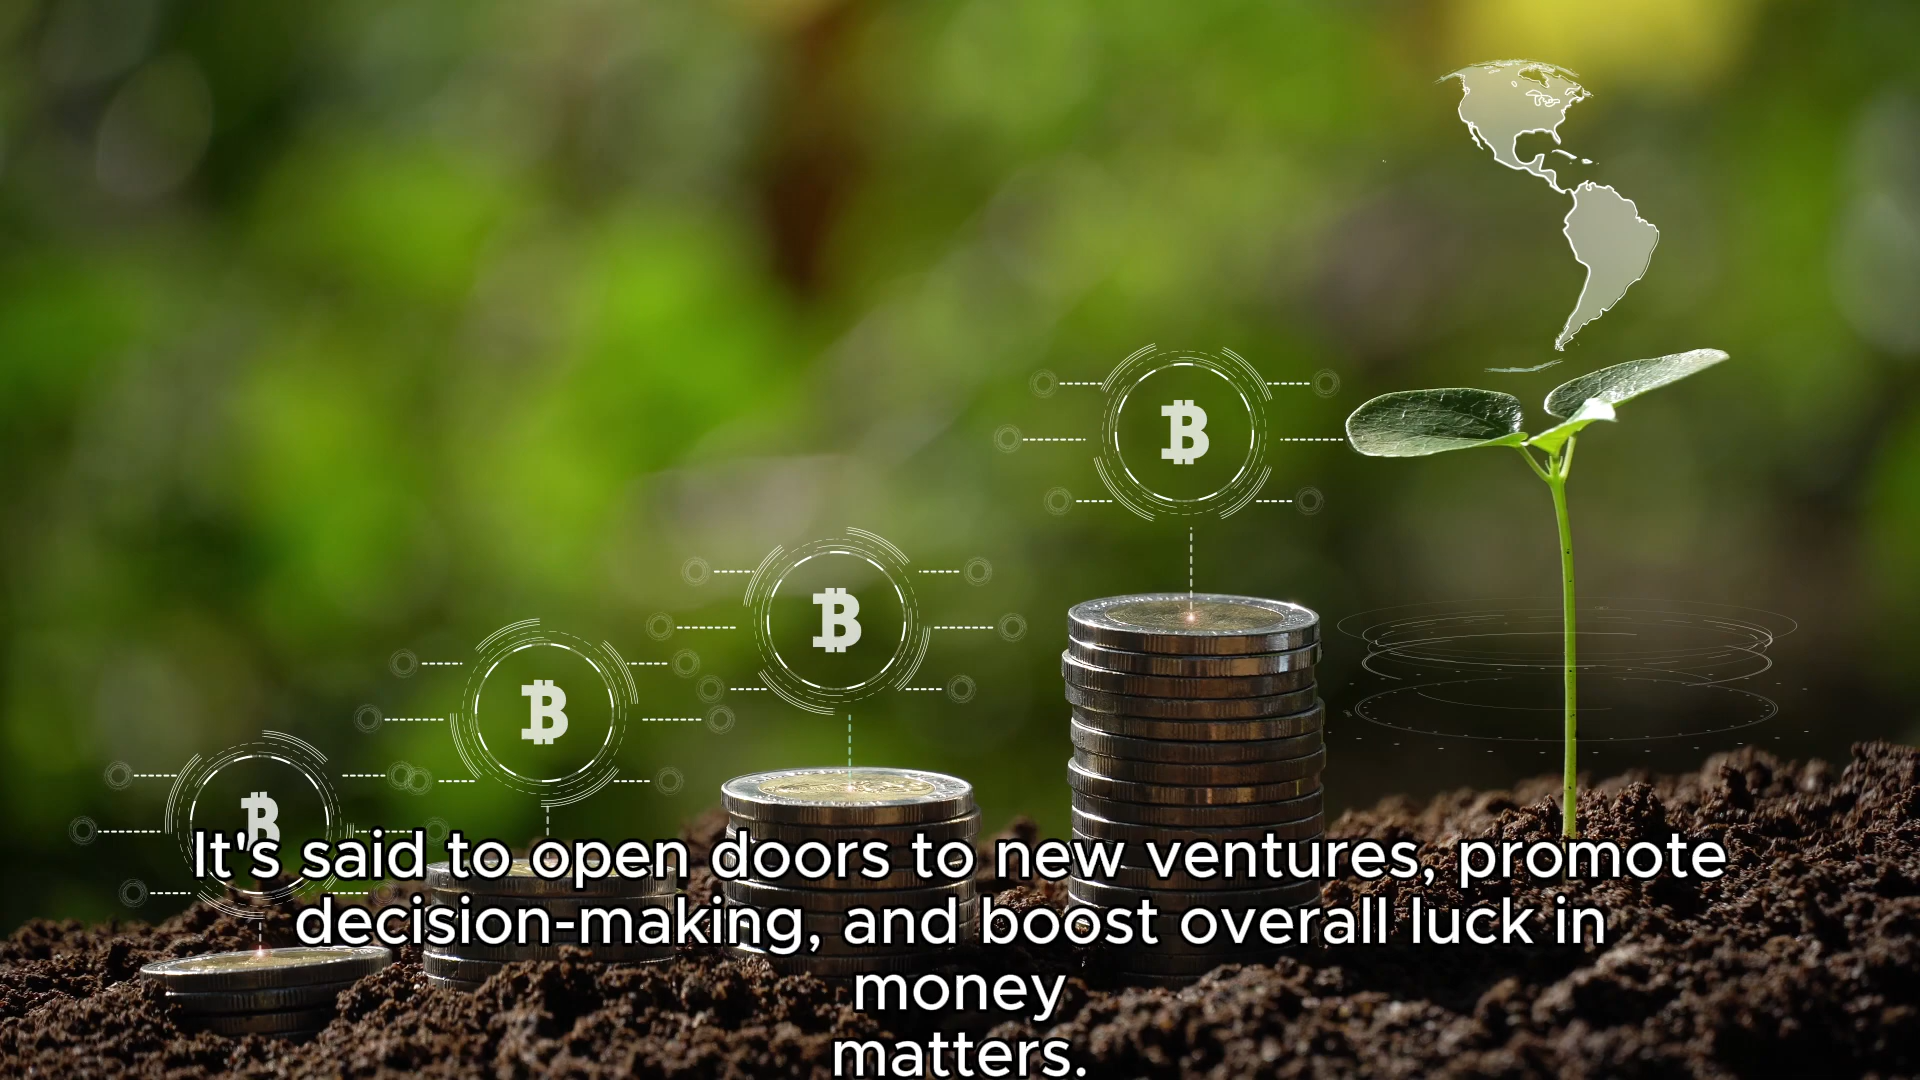 It's said to open doors to new ventures, promote
decision-making, and boost overall luck in
money
matters.